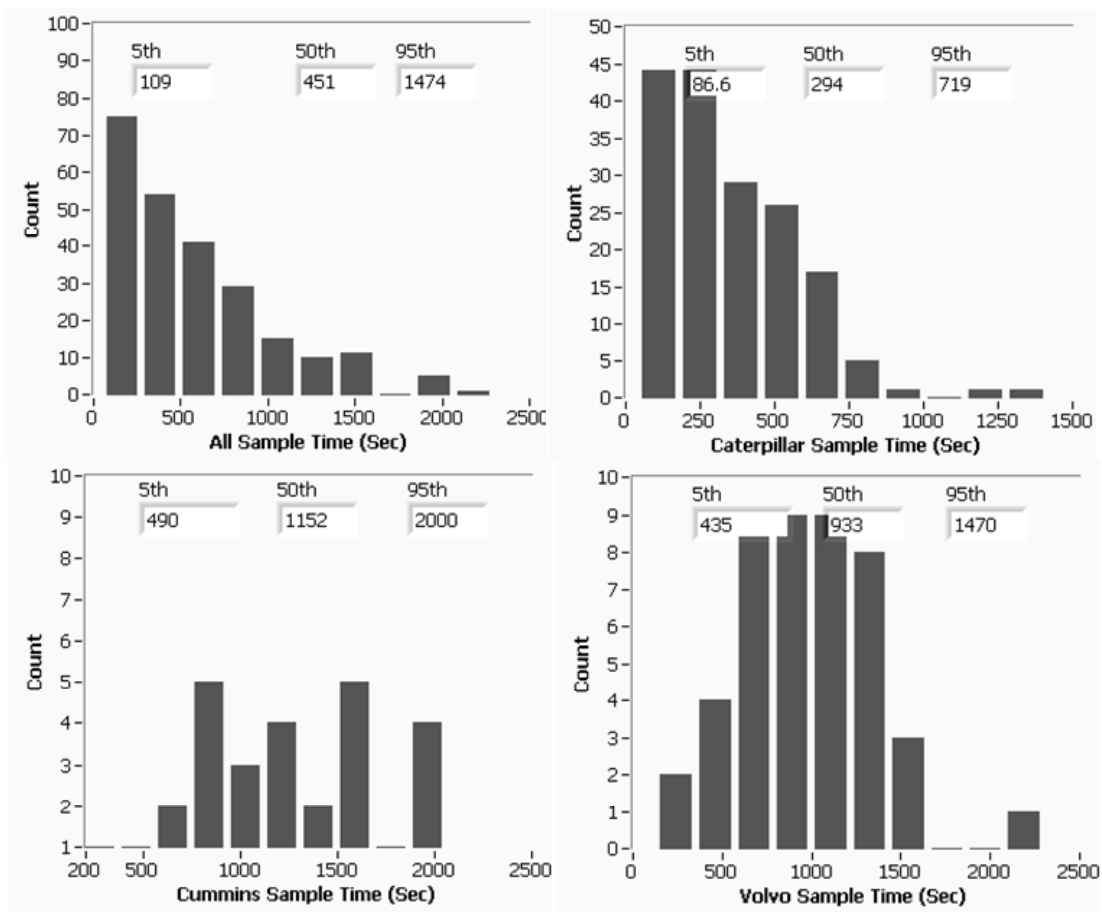 100
90
80
70
60
50
40
30
20
10
0
Count
5th 50th 95th
109 451 1474
0 500 1000 1500 2000 2500
All Sample Time (Sec)
50
45
40
35
30
25
20
15
10
5
0
Count
5th 50th 95th
86.6 294 719
0 250 500 750 1000 1250 1500
Caterpillar Sample Time (Sec)
10
9
8
7
6
5
4
3
2
1
Count
5th 50th 95th
490 1152 2000
200 500 1000 1500 2000 2500
Cummins Sample Time (Sec)
10
9
8
7
6
5
4
3
2
1
0
Count
5th 50th 95th
435 933 1470
0 500 1000 1500 2000 2500
Volvo Sample Time (Sec)